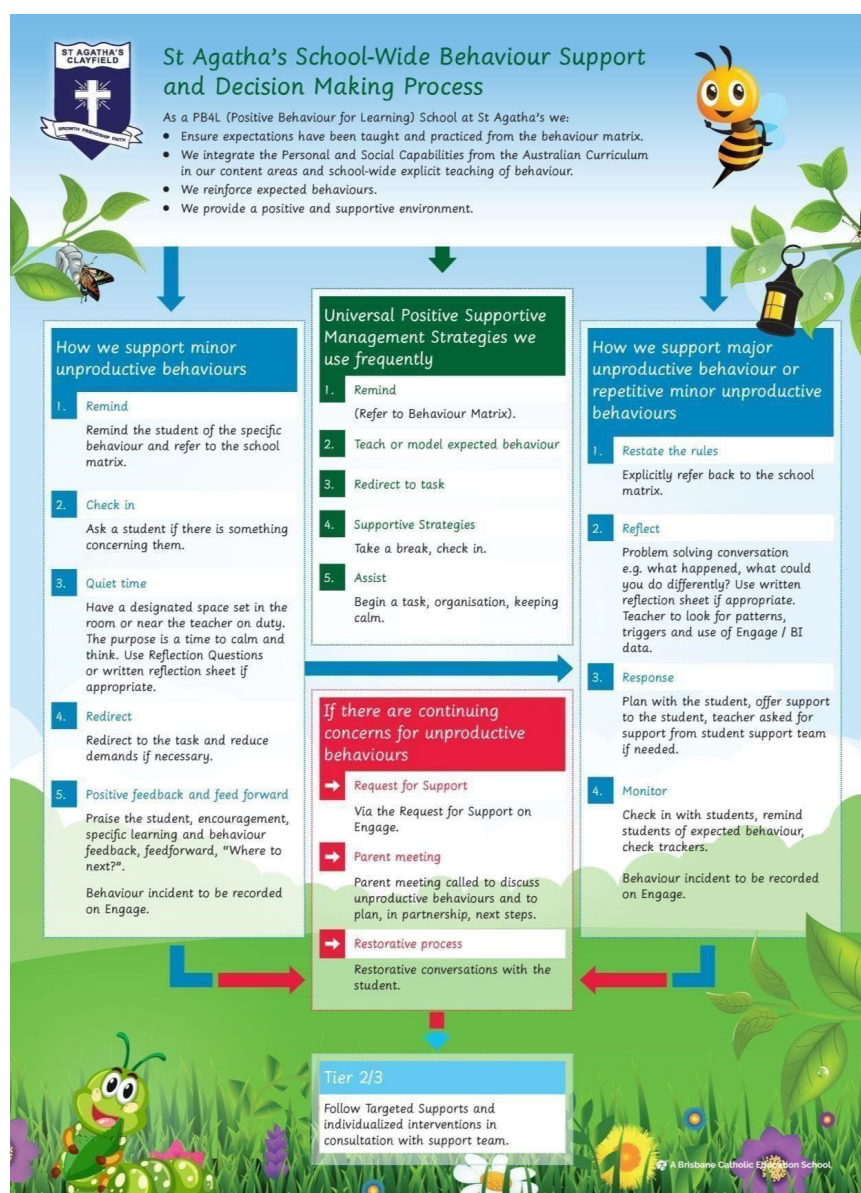 ST AGATHA'S
CLAYFIELD
GROWTH FRIENDSHIP FAITH
St Agatha's School-Wide Behaviour Support
and Decision Making Process
As a PB4L (Positive Behaviour for Learning) School at St Agatha's we:
• Ensure expectations have been taught and practiced from the behaviour matrix.
• We integrate the Personal and Social Capabilities from the Australian Curriculum
in our content areas and school-wide explicit teaching of behaviour.
• We reinforce expected behaviours.
• We provide a positive and supportive environment.
How we support minor
unproductive behaviours
1. Remind
Remind the student of the specific
behaviour and refer to the school
matrix.
2. Check in
Ask a student if there is something
concerning them.
3. Quiet time
Have a designated space set in the
room or near the teacher on duty.
The purpose is a time to calm and
think. Use Reflection Questions
or written reflection sheet if
appropriate.
4. Redirect
Redirect to the task and reduce
demands if necessary.
5. Positive feedback and feed forward
Praise the student, encouragement,
specific learning and behaviour
feedback, feedforward, "Where to
next?".
Behaviour incident to be recorded
on Engage.
Universal Positive Supportive
Management Strategies we
use frequently
1. Remind
(Refer to Behaviour Matrix).
2. Teach or model expected behaviour
3. Redirect to task
4. Supportive Strategies
Take a break, check in.
5. Assist
Begin a task, organisation, keeping
calm.
If there are continuing
concerns for unproductive
behaviours
Request for Support
Via the Request for Support on
Engage.
Parent meeting
Parent meeting called to discuss
unproductive behaviours and to
plan, in partnership, next steps.
Restorative process
Restorative conversations with the
student.
How we support major
unproductive behaviour or
repetitive minor unproductive
behaviours
1. Restate the rules
Explicitly refer back to the school
matrix.
2. Reflect
Problem solving conversation
e.g. what happened, what could
you do differently? Use written
reflection sheet if appropriate.
Teacher to look for patterns,
triggers and use of Engage / BI
data.
3. Response
Plan with the student, offer support
to the student, teacher asked for
support from student support team
if needed.
4. Monitor
Check in with students, remind
students of expected behaviour,
check trackers.
Behaviour incident to be recorded
on Engage.
Tier 2/3
Follow Targeted Supports and
individualized interventions in
consultation with support team.
A Brisbane Catholic Education School